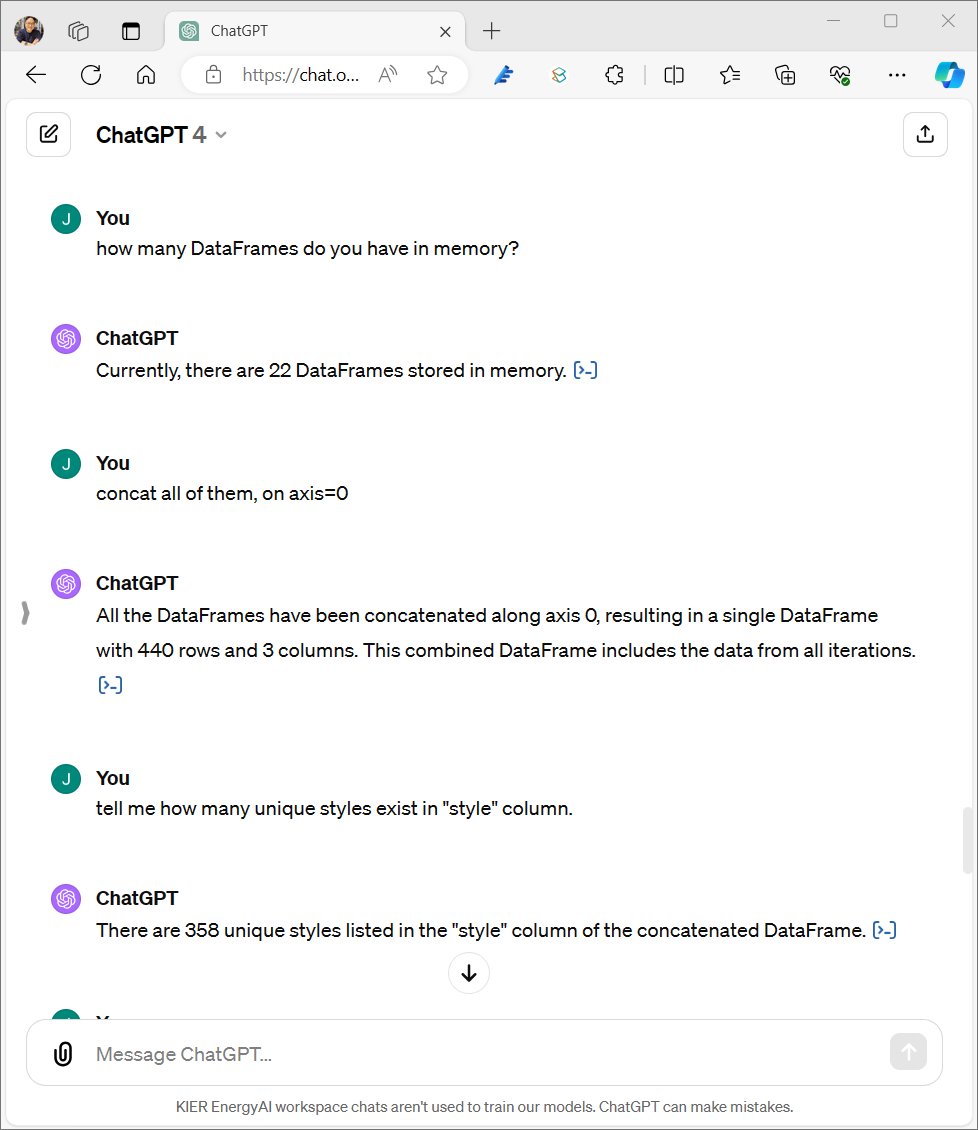 ChatGPT
https://chat.o...
ChatGPT 4
J
You
how many DataFrames do you have in memory?
ChatGPT
Currently, there are 22 DataFrames stored in memory. [>-]
J
You
concat all of them, on axis=0
ChatGPT
All the DataFrames have been concatenated along axis 0, resulting in a single DataFrame
with 440 rows and 3 columns. This combined DataFrame includes the data from all iterations.
[>-]
J
You
tell me how many unique styles exist in "style" column.
ChatGPT
There are 358 unique styles listed in the "style" column of the concatenated DataFrame. [>-]
Message ChatGPT...
KIER EnergyAI workspace chats aren't used to train our models. ChatGPT can make mistakes.